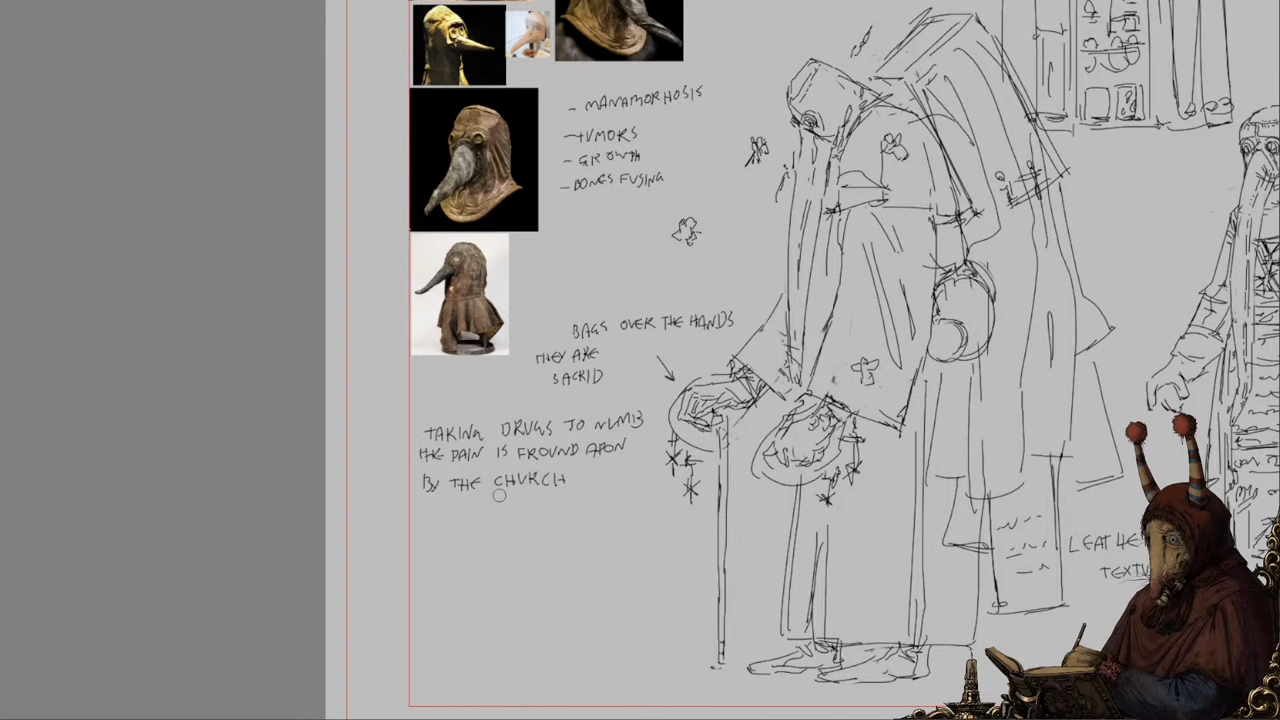 - MANAMORHOSIS
- TUMORS
- GROWTH
- BONES FUSING
BAGS OVER THE HANDS
THEY ARE
SACRID
TAKING DRUGS TO NUMB
THE PAIN IS FROUND APON
BY THE CHURCH
LEATHE
TEXTU